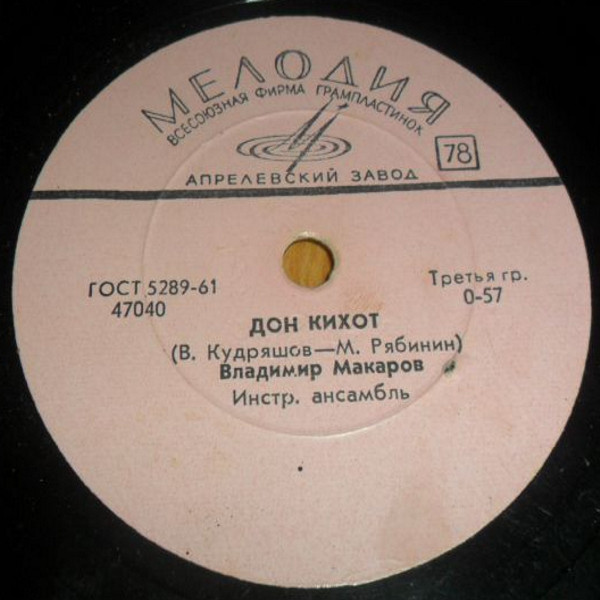 МЕЛОДИЯ
ВСЕСОЮЗНАЯ ФИРМА ГРАМПЛАСТИНОК
78
АПРЕЛЕВСКИЙ ЗАВОД
ГОСТ 5289-61
47040
Третья гр.
0-57
ДОН КИХОТ
(В. Кудряшов—М. Рябинин)
Владимир Макаров
Инстр. ансамбль